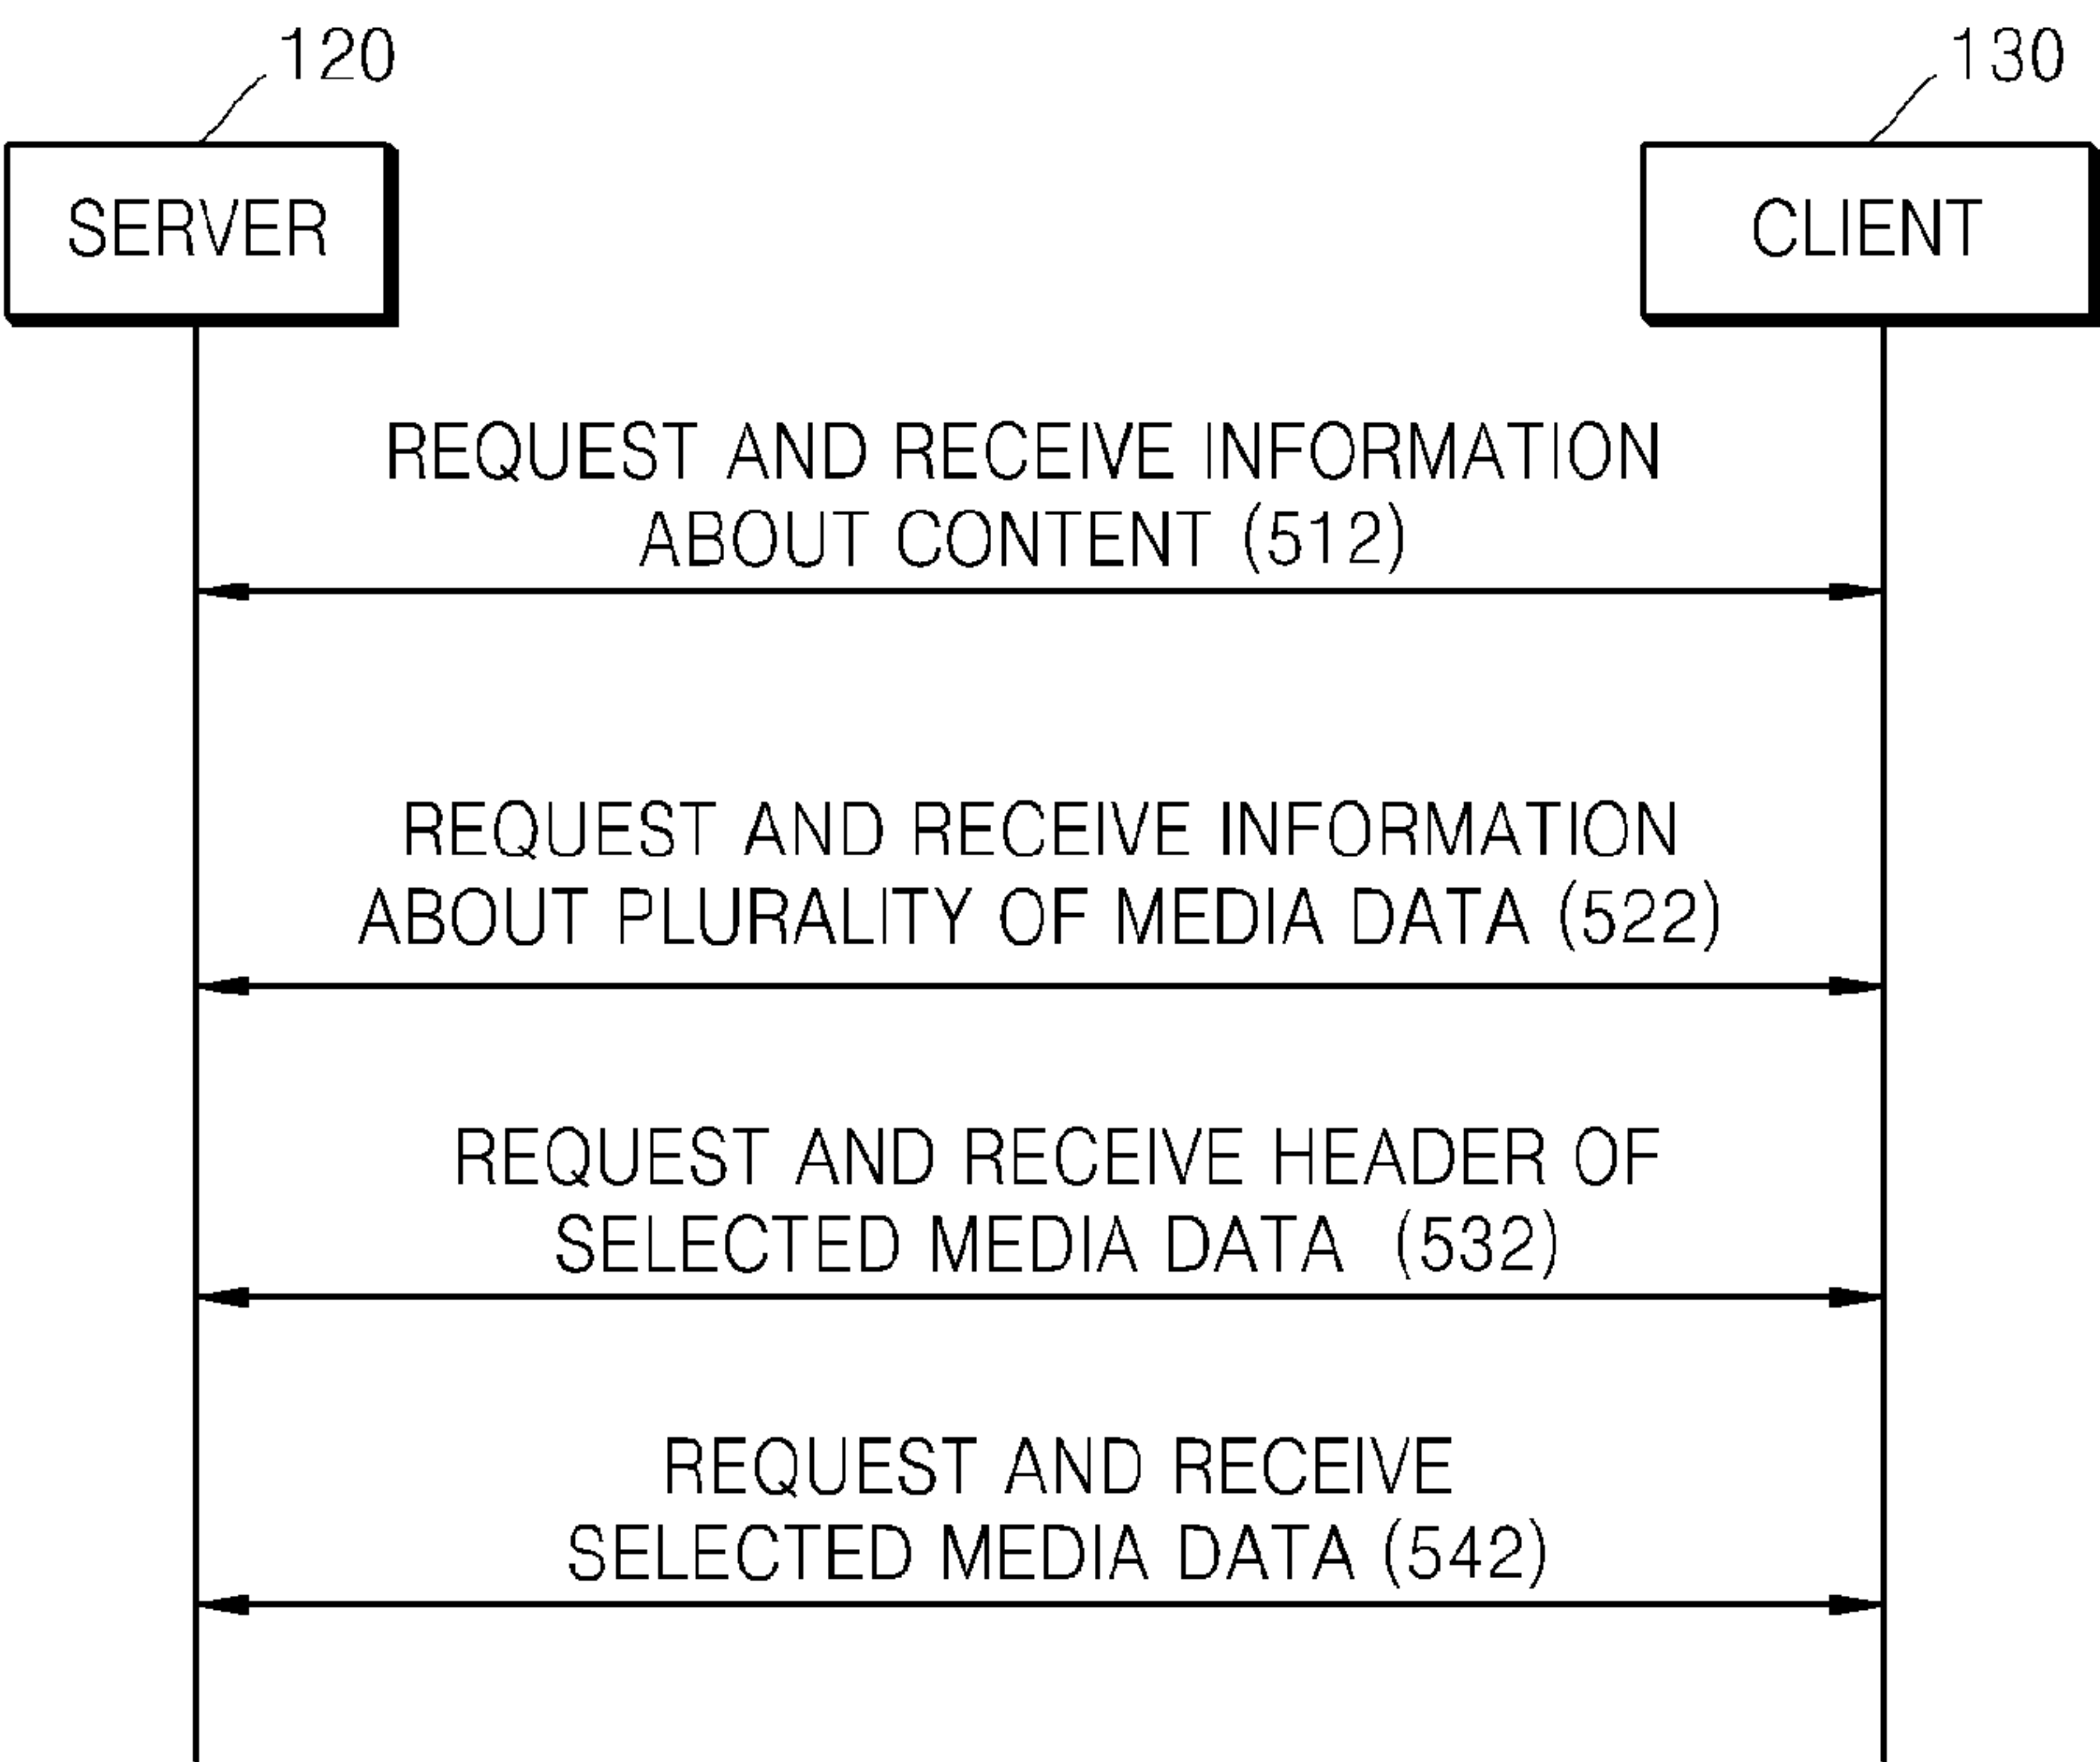 120
130
SERVER
CLIENT
REQUEST AND RECEIVE INFORMATION
ABOUT CONTENT (512)
REQUEST AND RECEIVE INFORMATION
ABOUT PLURALITY OF MEDIA DATA (522)
REQUEST AND RECEIVE HEADER OF
SELECTED MEDIA DATA (532)
REQUEST AND RECEIVE
SELECTED MEDIA DATA (542)